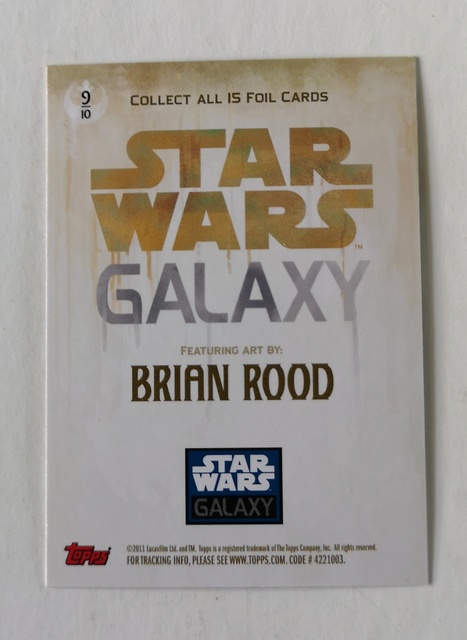 9
10
COLLECT ALL 15 FOIL CARDS
STAR
WARS™
GALAXY
FEATURING ART BY:
BRIAN ROOD
STAR
WARS
GALAXY
Topps
©2011 Lucasfilm Ltd. and TM. Topps is a registered trademark of The Topps Company, Inc. All rights reserved.
FOR TRACKING INFO, PLEASE SEE WWW.TOPPS.COM. CODE # 4221003.